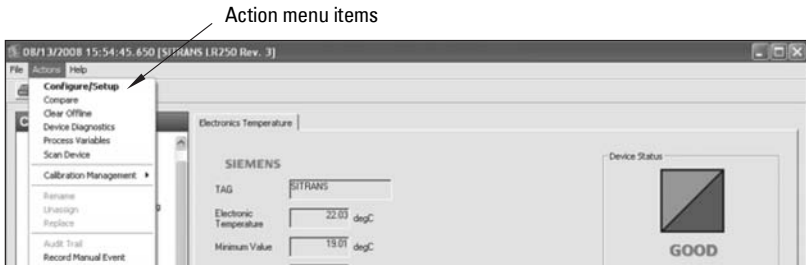 Action menu items
08/13/2008 15:54:45.650 [SITRANS LR250 Rev. 3]
File Actions Help
Configure/Setup
Compare
Clear Offline
Device Diagnostics
Process Variables
Scan Device
Calibration Management
Rename
Unassign
Replace
Audit Trail
Record Manual Event
Electronics Temperature
SIEMENS
TAG SITRANS
Electronic Temperature 22.03 degC
Minimum Value 19.01 degC
Device Status
GOOD